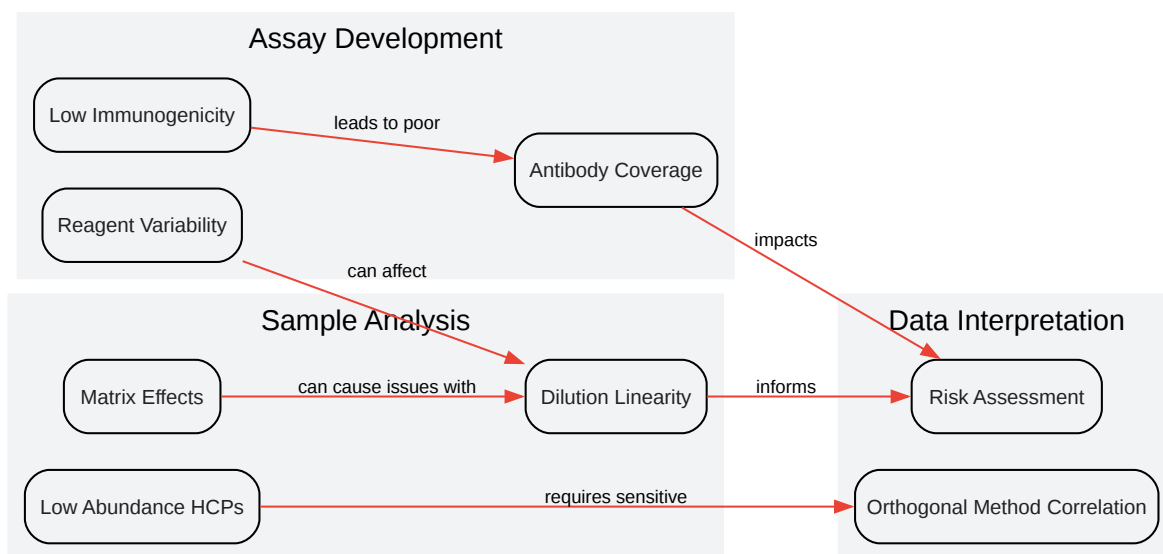 Assay Development
Low Immunogenicity
leads to poor
Antibody Coverage
Reagent Variability
impacts
can affect
Sample Analysis
Data Interpretation
Matrix Effects
can cause issues with
Dilution Linearity
informs
Risk Assessment
Low Abundance HCPs
requires sensitive
Orthogonal Method Correlation